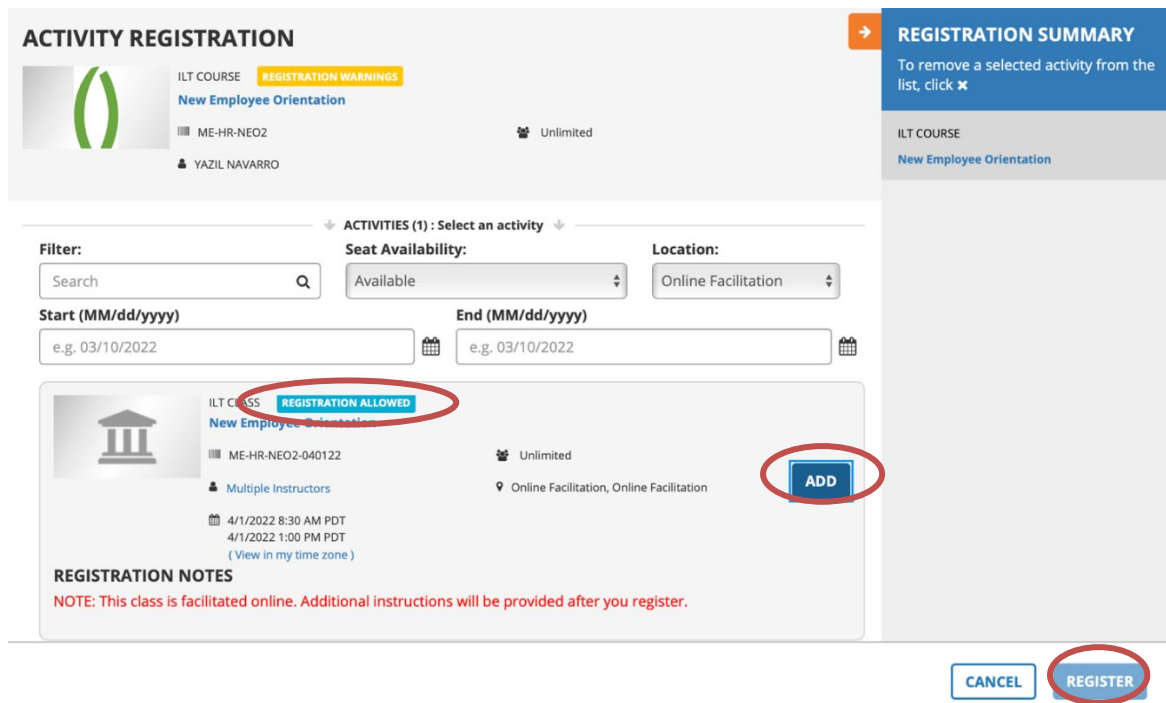 ACTIVITY REGISTRATION
ILT COURSE REGISTRATION WARNINGS
New Employee Orientation
ME-HR-NEO2 Unlimited
YAZIL NAVARRO
ACTIVITIES (1) : Select an activity
Filter: Seat Availability: Location:
Search Available Online Facilitation
Start (MM/dd/yyyy) End (MM/dd/yyyy)
e.g. 03/10/2022 e.g. 03/10/2022
ILT CLASS REGISTRATION ALLOWED
New Employee Orientation
ME-HR-NEO2-040122 Unlimited
Multiple Instructors Online Facilitation, Online Facilitation
ADD
4/1/2022 8:30 AM PDT
4/1/2022 1:00 PM PDT
( View in my time zone )
REGISTRATION NOTES
NOTE: This class is facilitated online. Additional instructions will be provided after you register.
REGISTRATION SUMMARY
To remove a selected activity from the
list, click ✖
ILT COURSE
New Employee Orientation
CANCEL REGISTER